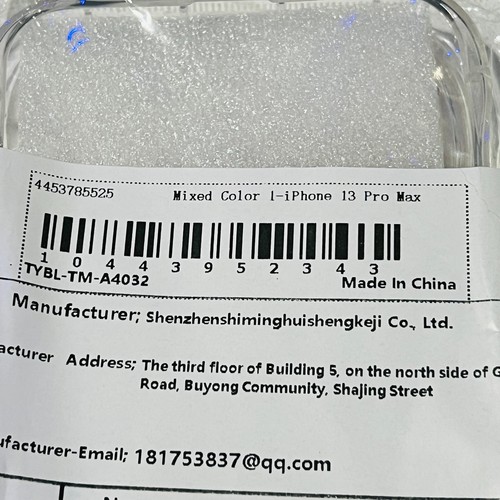 4453785525 Mixed Color 1-iPhone 13 Pro Max
1 0 4 4 3 9 5 2 3 4 3
TYBL-TM-A4032 Made In China
Manufacturer; Shenzhenshiminghuishengkeji Co., Ltd.
acturer Address; The third floor of Building 5, on the north side of G
Road, Buyong Community, Shajing Street
ufacturer-Email; 181753837@qq.com